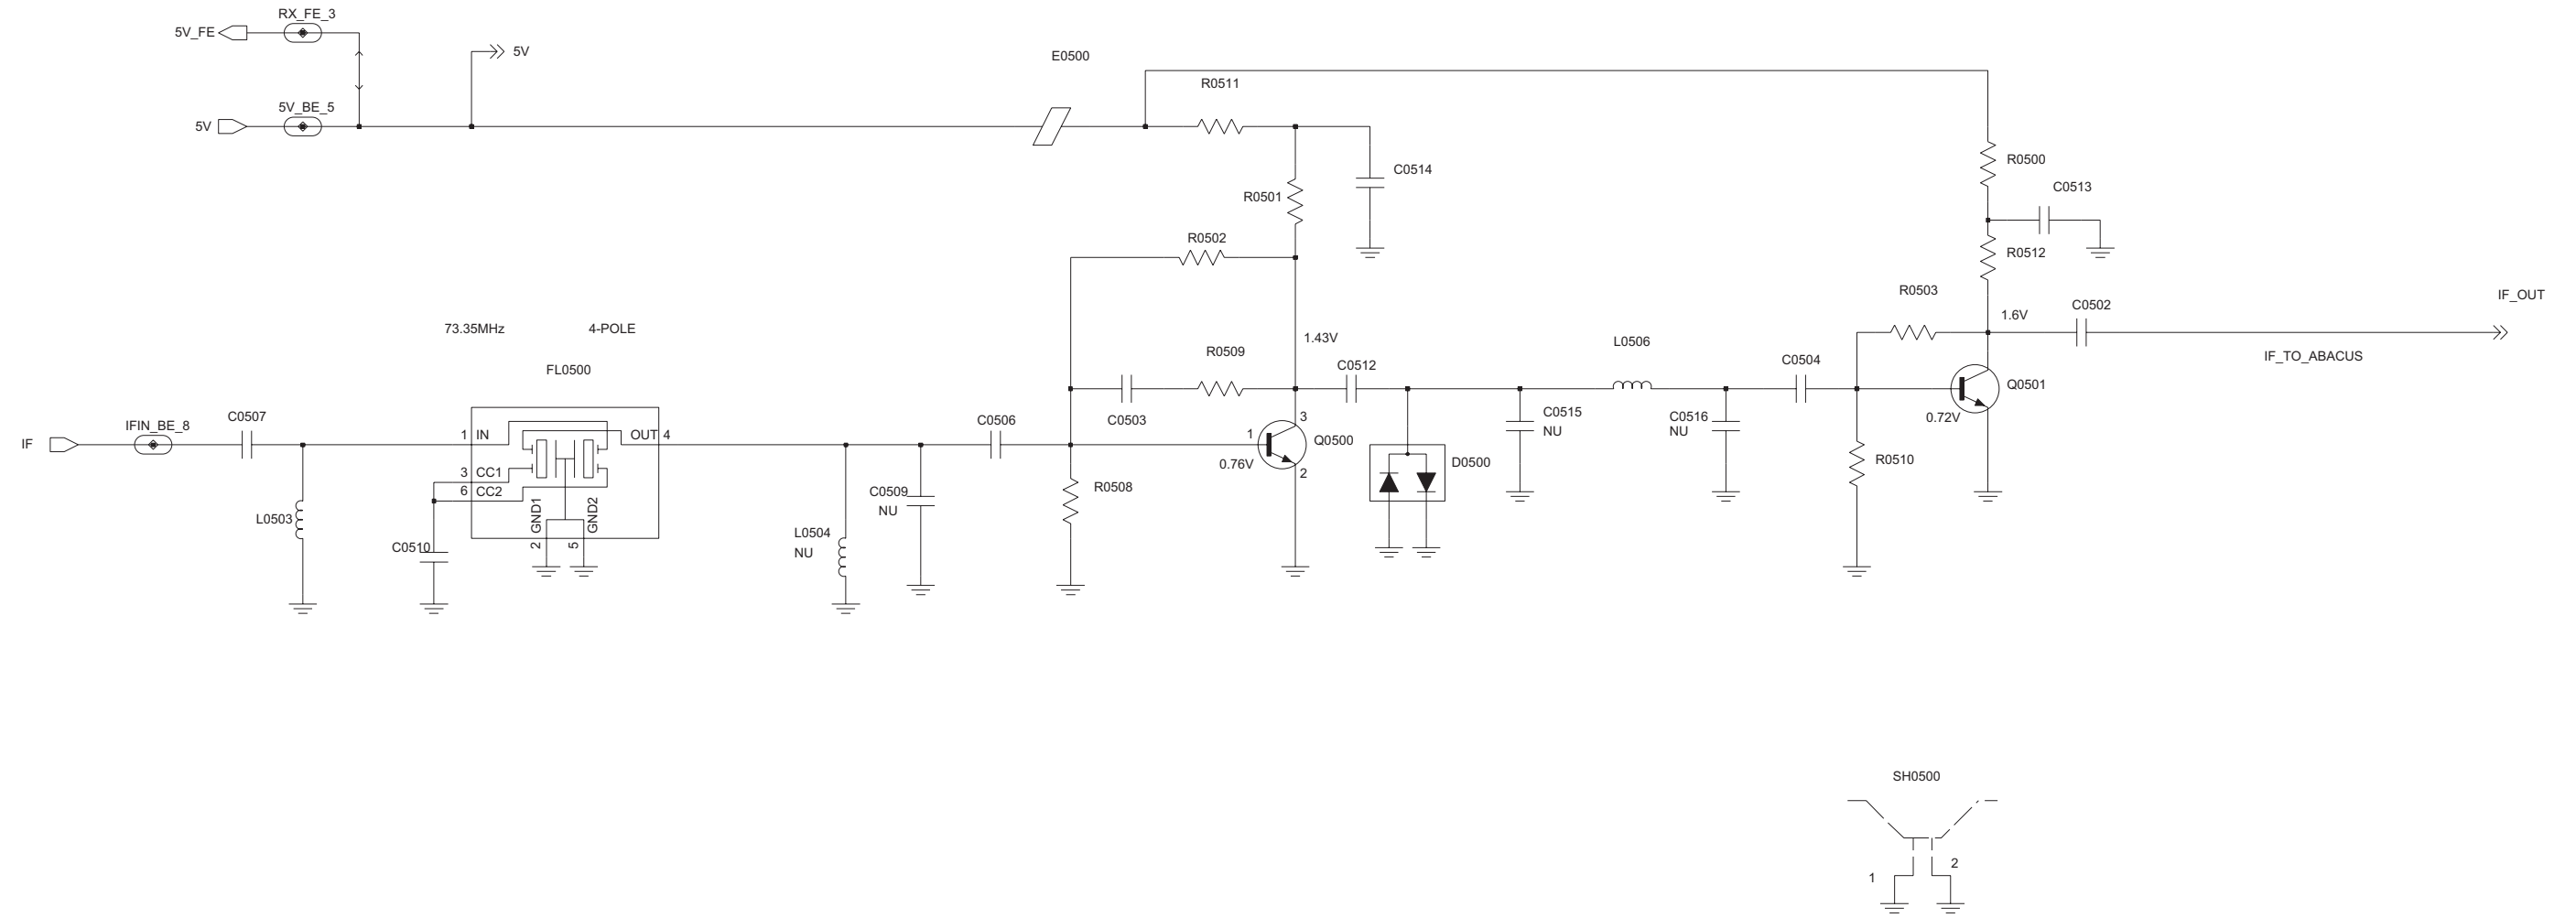 RX_FE_3
5V_FE
5V
E0500
R0511
5V_BE_5
5V
R0500
C0514
C0513
R0501
R0502
R0512
R0503
IF_OUT
C0502
1.6V
73.35MHz
4-POLE
1.43V
L0506
R0509
IF_TO_ABACUS
C0504
C0512
FL0500
Q0501
C0507
IFIN_BE_8
C0506
C0503
C0515
NU
C0516
NU
0.72V
3
IF
1
IN
OUT
4
1
Q0500
0.76V
R0510
D0500
3
CC1
2
6
CC2
R0508
C0509
NU
GND1
GND2
L0503
L0504
NU
C0510
2
5
SH0500
2
1